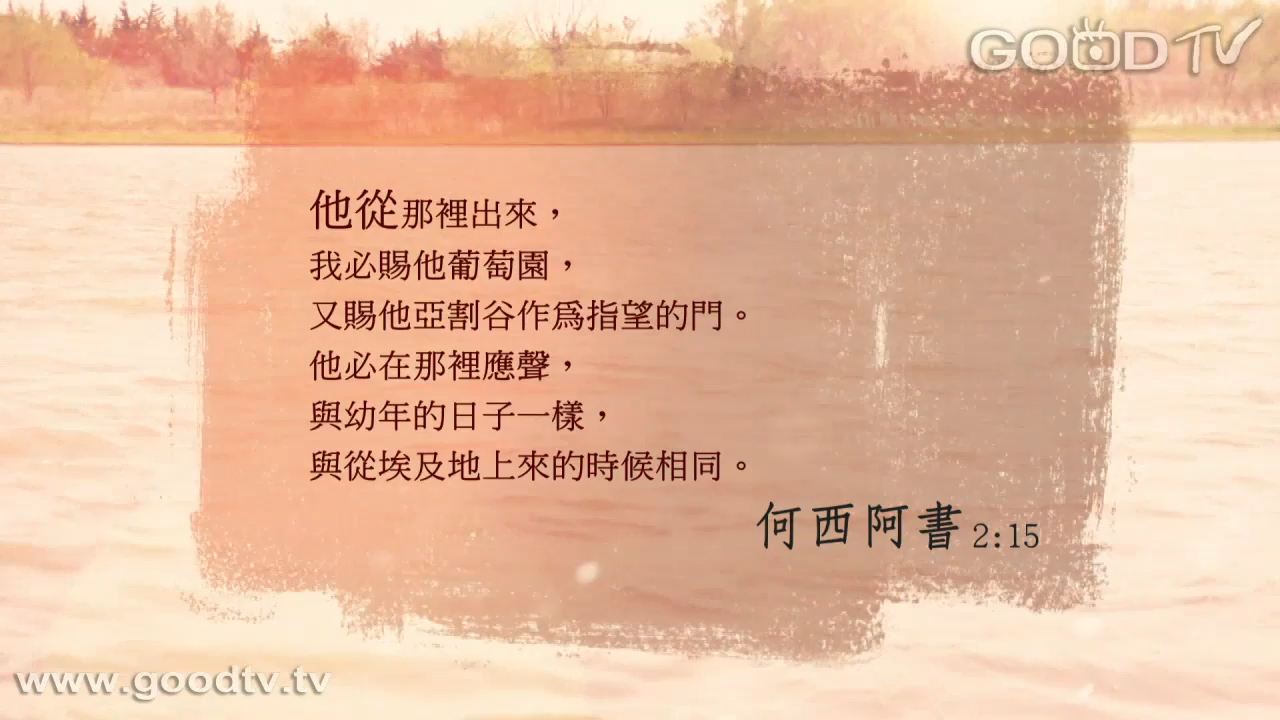 GOOD TV
他從那裡出來，
我必賜他葡萄園，
又賜他亞割谷作爲指望的門。
他必在那裡應聲，
與幼年的日子一樣，
與從埃及地上來的時候相同。
何西阿書 2:15
www.goodtv.tv